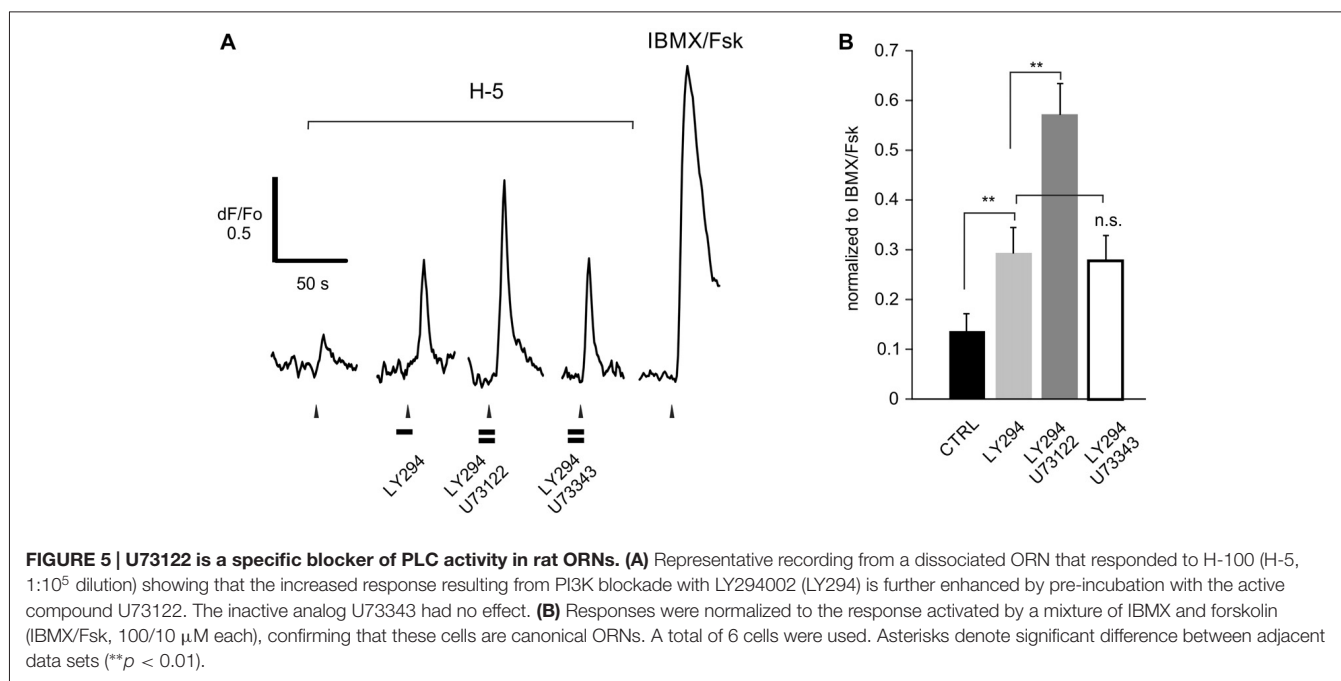 A
IBMX/Fsk
H-5
dF/Fo
0.5
50 s
LY294
LY294
U73122
LY294
U73343
B
0.7
0.6
0.5
0.4
0.3
0.2
0.1
0
normalized to IBMX/Fsk
**
**
n.s.
CTRL
LY294
LY294
U73122
LY294
U73343
FIGURE 5 | U73122 is a specific blocker of PLC activity in rat ORNs. (A) Representative recording from a dissociated ORN that responded to H-100 (H-5,
1:10⁵ dilution) showing that the increased response resulting from PI3K blockade with LY294002 (LY294) is further enhanced by pre-incubation with the active
compound U73122. The inactive analog U73343 had no effect. (B) Responses were normalized to the response activated by a mixture of IBMX and forskolin
(IBMX/Fsk, 100/10 μM each), confirming that these cells are canonical ORNs. A total of 6 cells were used. Asterisks denote significant difference between adjacent
data sets (**p < 0.01).